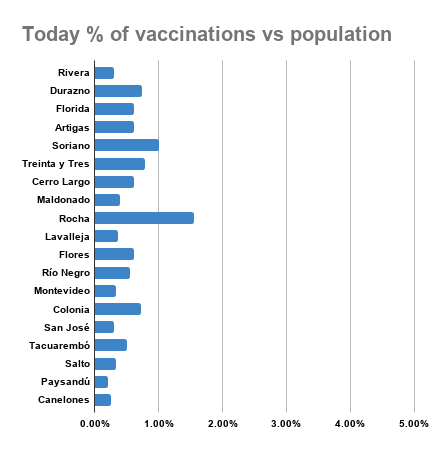 Today % of vaccinations vs population
Rivera
Durazno
Florida
Artigas
Soriano
Treinta y Tres
Cerro Largo
Maldonado
Rocha
Lavalleja
Flores
Río Negro
Montevideo
Colonia
San José
Tacuarembó
Salto
Paysandú
Canelones
0.00% 1.00% 2.00% 3.00% 4.00% 5.00%